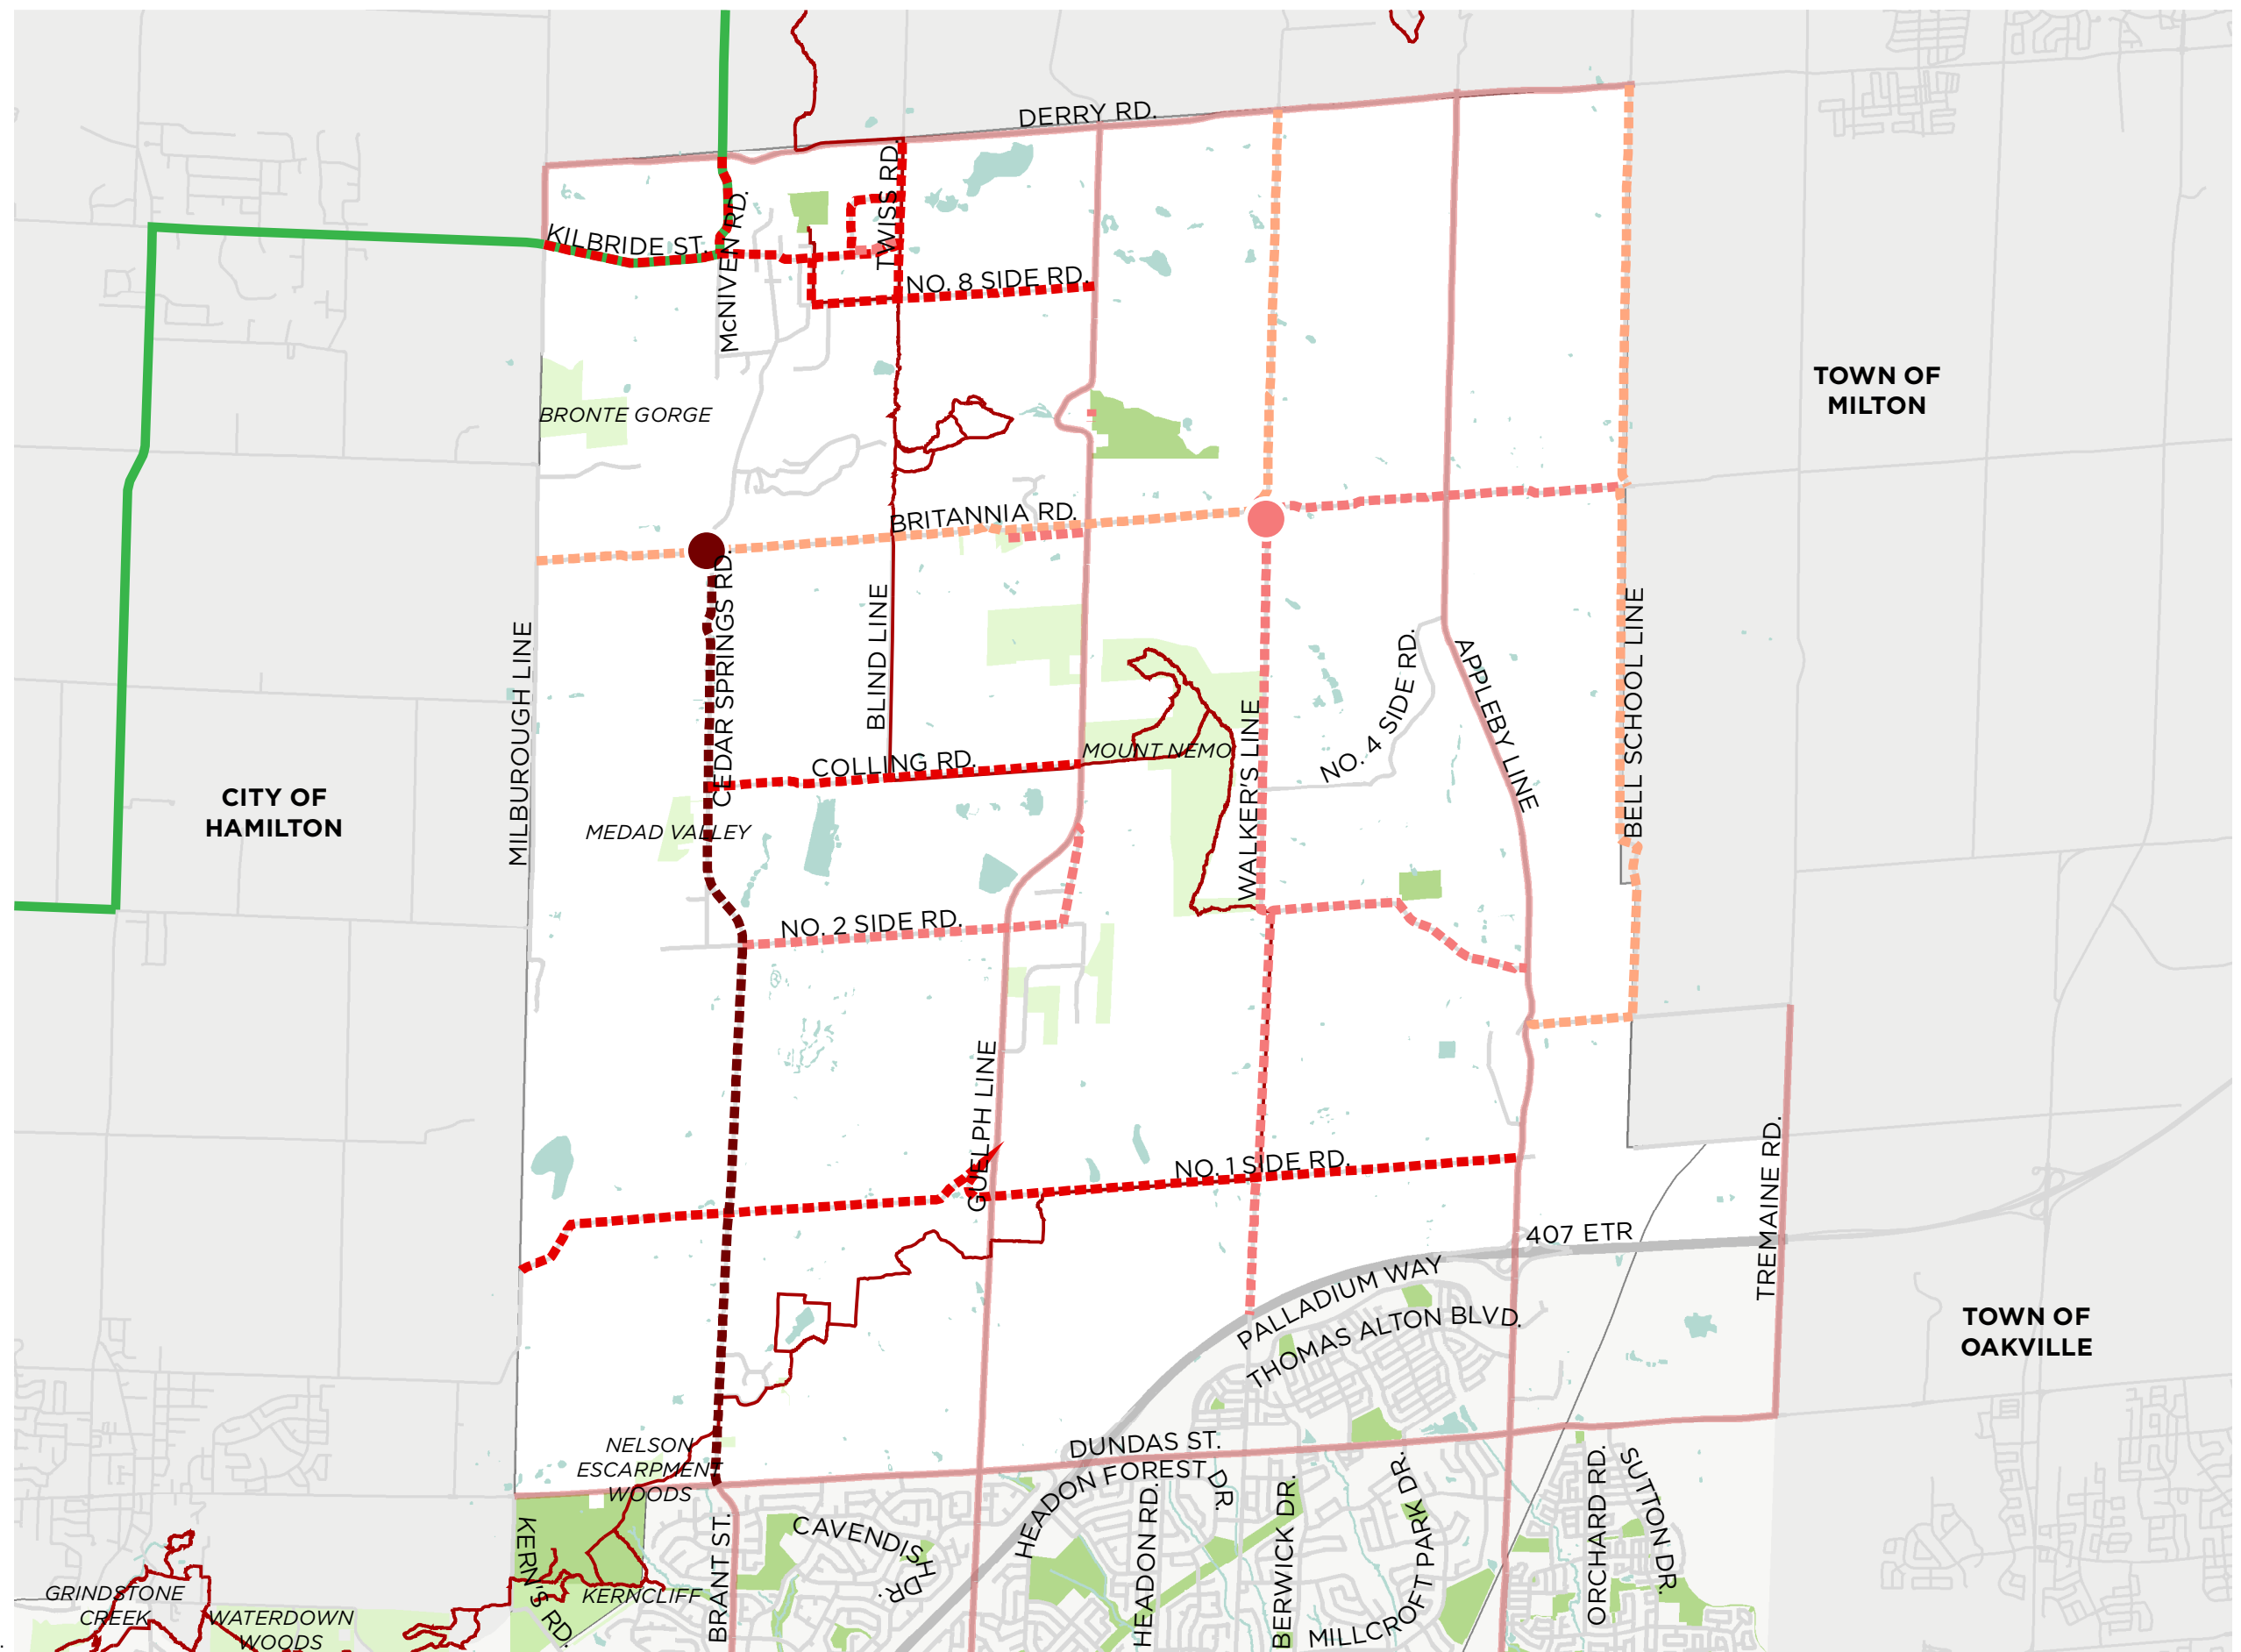 DERRY RD.
TWISS RD.
McNIVEN RD.
KILBRIDE ST.
NO. 8 SIDE RD.
TOWN OF
MILTON
BRONTE GORGE
BRITANNIA RD.
CEDAR SPRINGS RD.
BLIND LINE
MILBOROUGH LINE
NO. 4 SIDE RD.
APPLEBY LINE
BELL SCHOOL LINE
WALKER'S LINE
MOUNT NEMO
COLLING RD.
CITY OF
HAMILTON
MEDAD VALLEY
NO. 2 SIDE RD.
GUELPH LINE
NO. 1 SIDE RD.
TREMAINE RD.
407 ETR
PALLADIUM WAY
THOMAS ALTON BLVD.
TOWN OF
OAKVILLE
NELSON
ESCARPMENT
WOODS
DUNDAS ST.
HEADON FOREST DR.
CAVENDISH DR.
BRANT ST.
KERN'S RD.
KERNCLIFF
HEADON RD.
BERWICK DR.
MILLCROFT PARK DR.
ORCHARD RD.
SUTTON DR.
GRINDSTONE
CREEK
WATERDOWN
WOODS